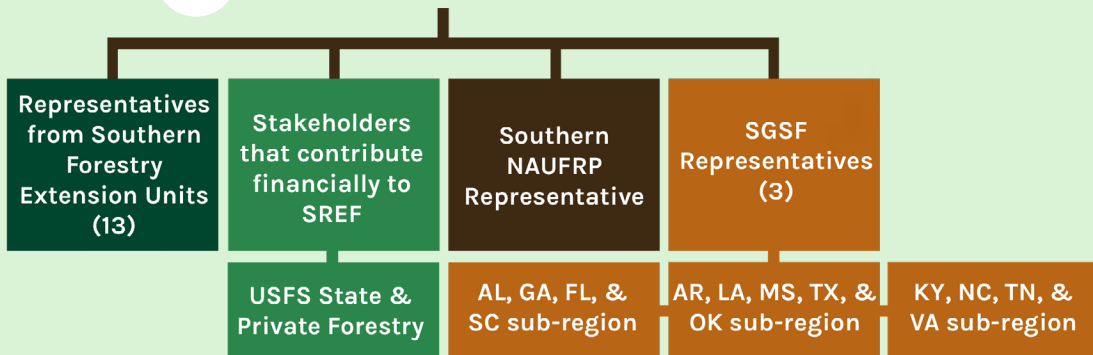 Representatives
from Southern
Forestry
Extension Units
(13)
Stakeholders
that contribute
financially to
SREF
Southern
NAUFRP
Representative
SGSF
Representatives
(3)
USFS State &
Private Forestry
AL, GA, FL, &
SC sub-region
AR, LA, MS, TX, &
OK sub-region
KY, NC, TN, &
VA sub-region